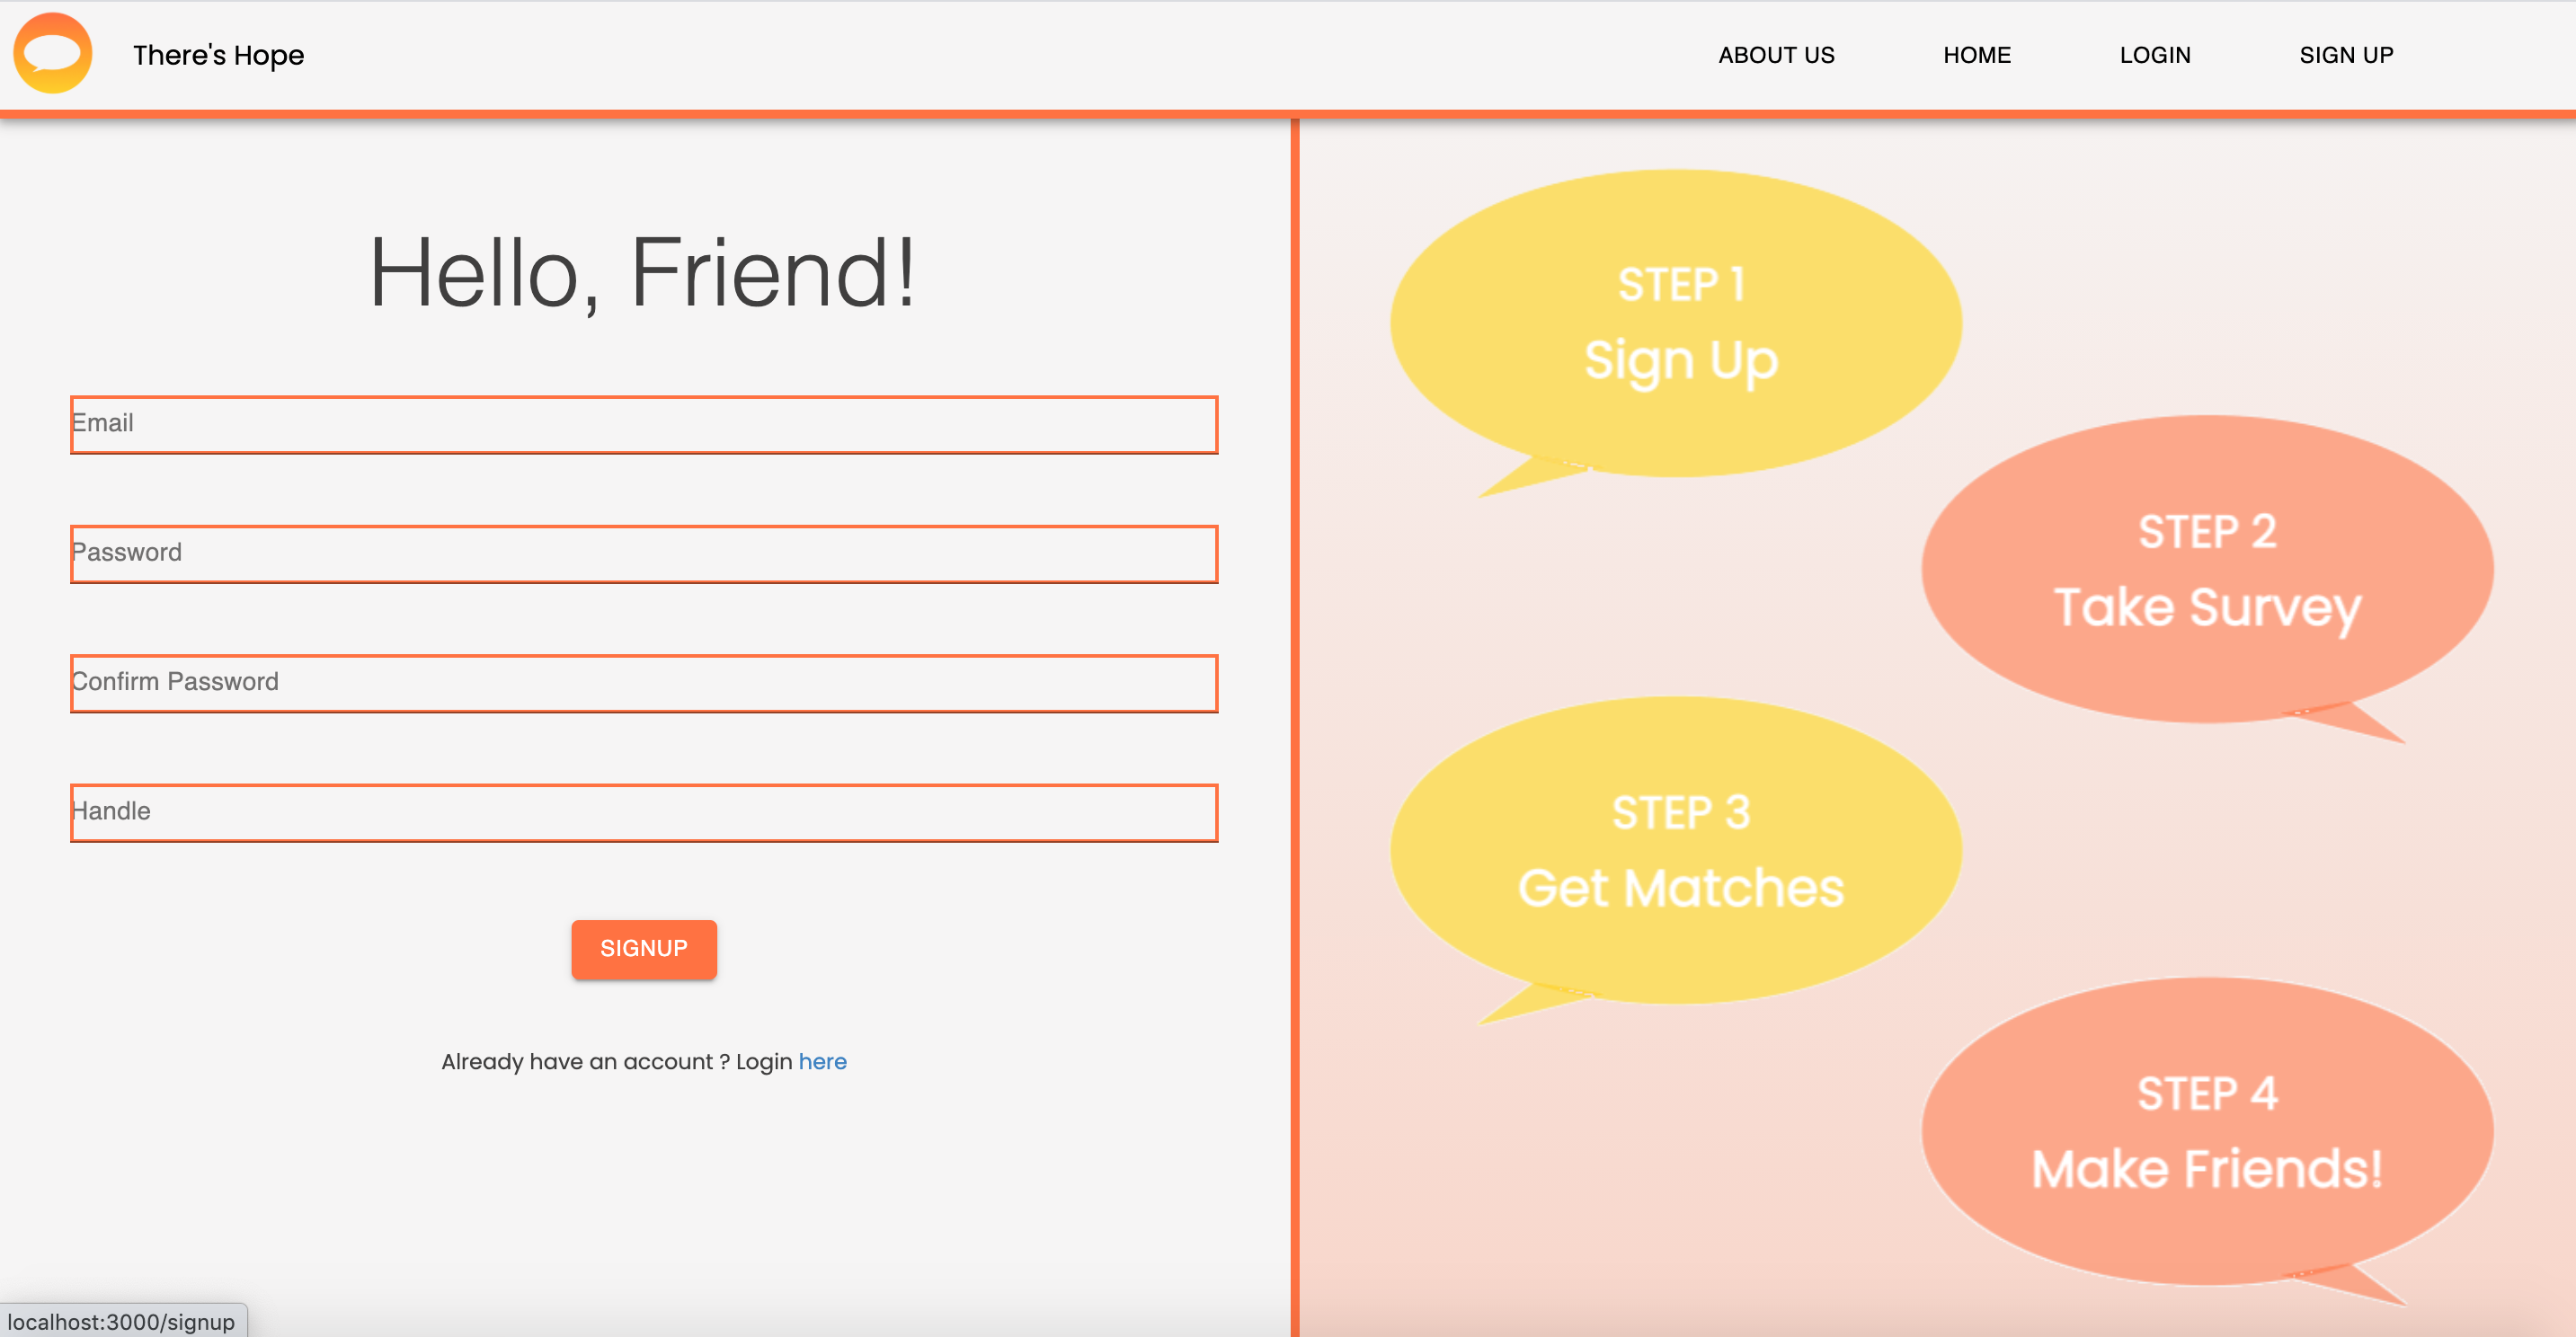 There's Hope
ABOUT US HOME LOGIN SIGN UP
Hello, Friend!
Email
Password
Confirm Password
Handle
SIGNUP
Already have an account ? Login here
STEP 1
Sign Up
STEP 2
Take Survey
STEP 3
Get Matches
STEP 4
Make Friends!
localhost:3000/signup